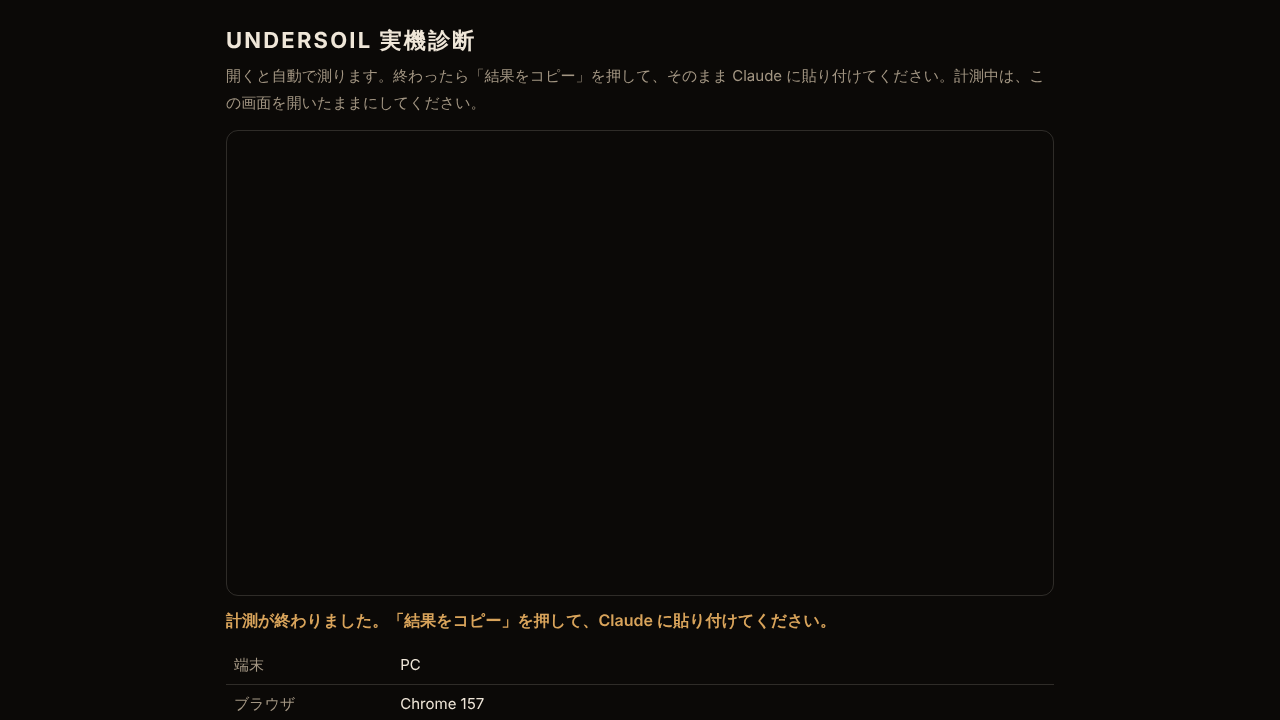 UNDERSOIL 実機診断
開くと自動で測ります。終わったら「結果をコピー」を押して、そのまま Claude に貼り付けてください。計測中は、こ
の画面を開いたままにしてください。
計測が終わりました。「結果をコピー」を押して、Claude に貼り付けてください。
端末 PC
ブラウザ Chrome 157